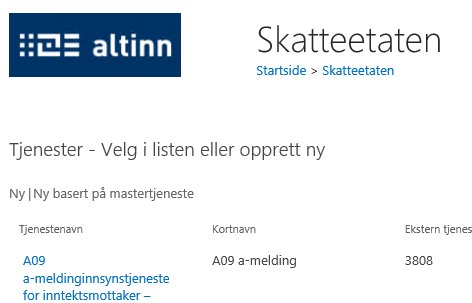 altinn
Skatteetaten
Startside > Skatteetaten
Tjenester - Velg i listen eller opprett ny
Ny | Ny basert på mastertjeneste
Tjenestenavn Kortnavn Ekstern tjenes
A09 A09 a-melding 3808
a-meldinginnsynstjeneste
for inntektsmottaker –